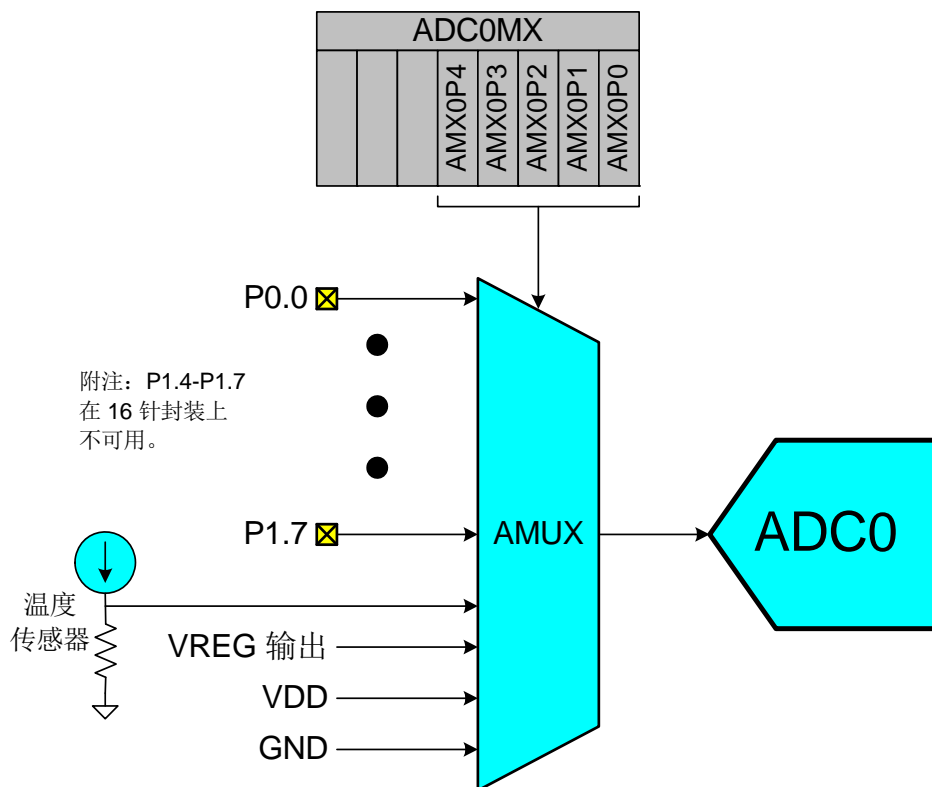 ADC0MX
AMX0P4
AMX0P3
AMX0P2
AMX0P1
AMX0P0
P0.0
附注：P1.4-P1.7
在 16 针封装上
不可用。
P1.7
AMUX
ADC0
温度
传感器
VREG 输出
VDD
GND